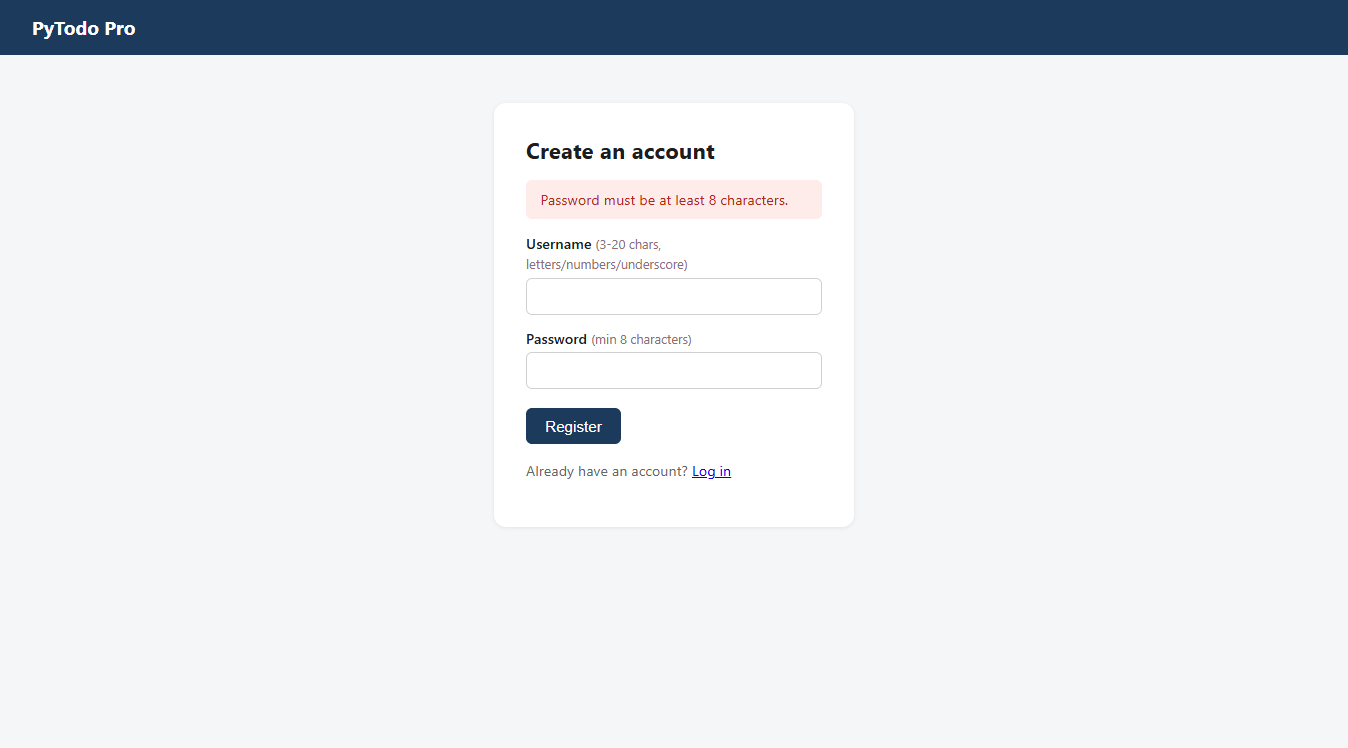 PyTodo Pro
Create an account
Password must be at least 8 characters.
Username (3-20 chars,
letters/numbers/underscore)
Password (min 8 characters)
Register
Already have an account? Log in